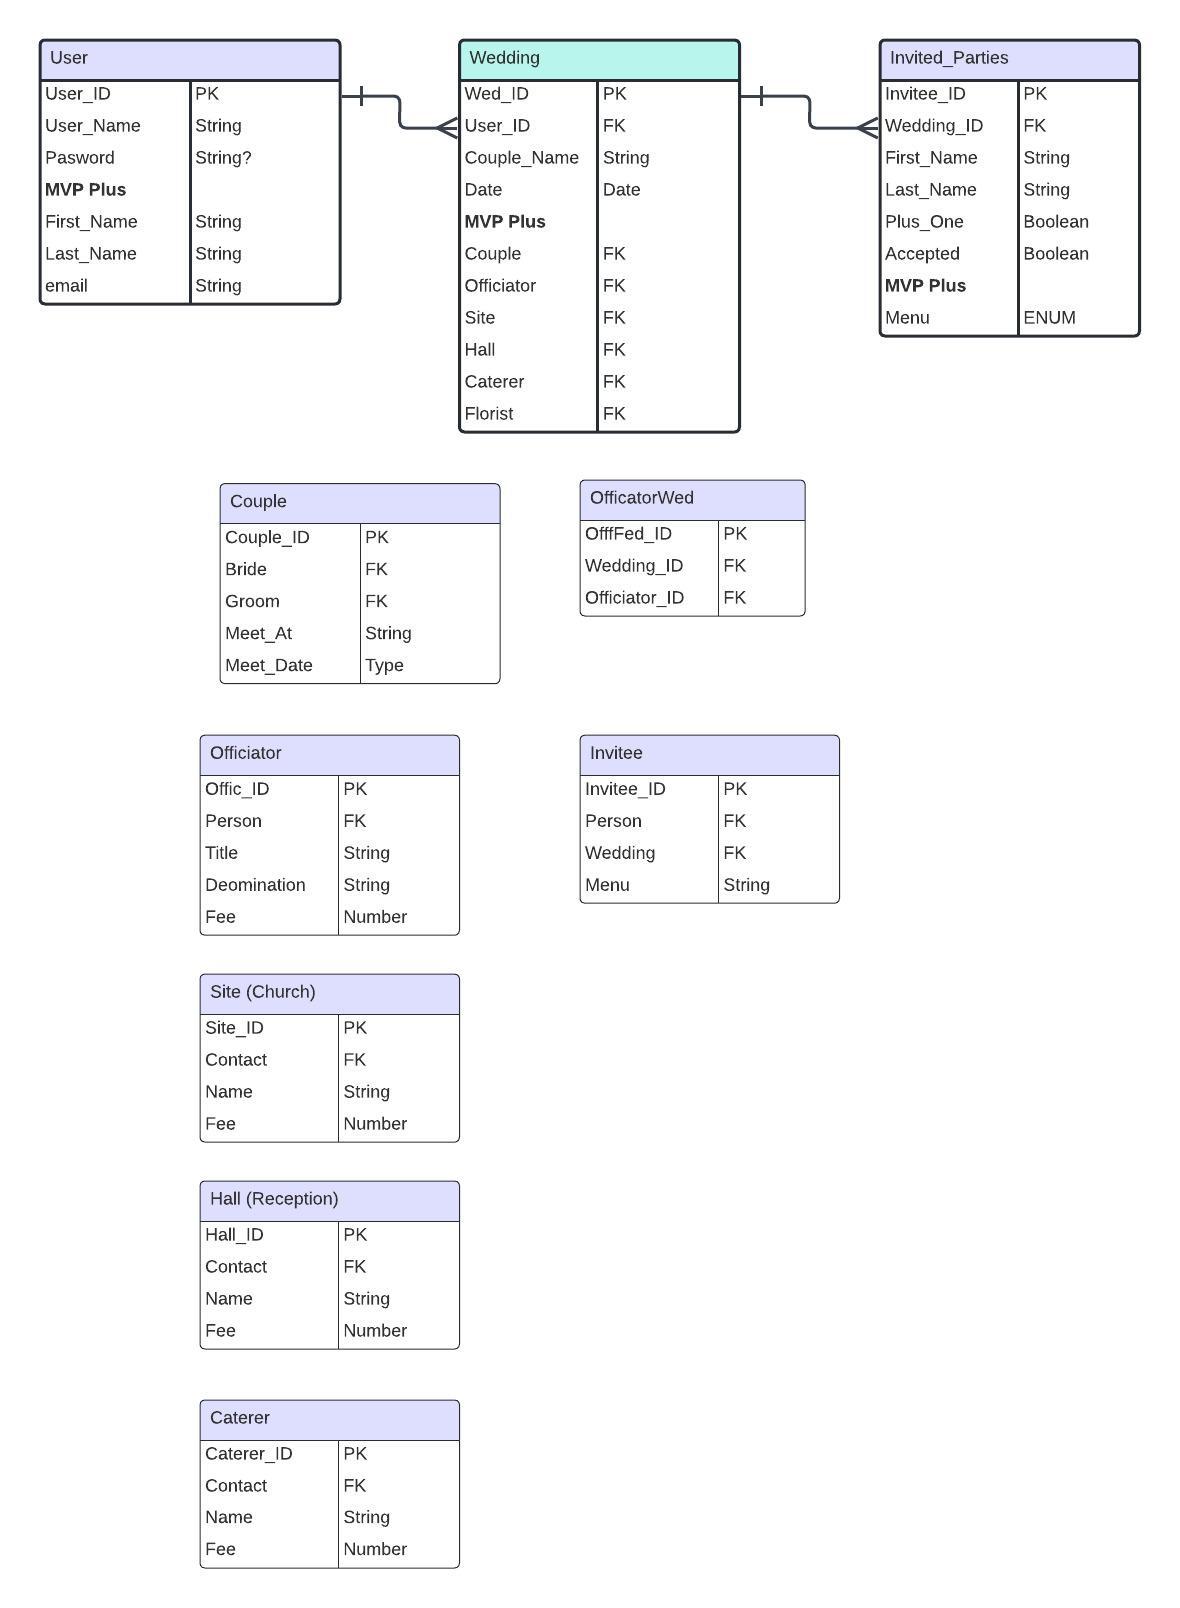 User
User_ID PK
User_Name String
Pasword String?
MVP Plus
First_Name String
Last_Name String
email String
Wedding
Wed_ID PK
User_ID FK
Couple_Name String
Date Date
MVP Plus
Couple FK
Officiator FK
Site FK
Hall FK
Caterer FK
Florist FK
Invited_Parties
Invitee_ID PK
Wedding_ID FK
First_Name String
Last_Name String
Plus_One Boolean
Accepted Boolean
MVP Plus
Menu ENUM
Couple
Couple_ID PK
Bride FK
Groom FK
Meet_At String
Meet_Date Type
OfficatorWed
OfffFed_ID PK
Wedding_ID FK
Officiator_ID FK
Officiator
Offic_ID PK
Person FK
Title String
Deomination String
Fee Number
Invitee
Invitee_ID PK
Person FK
Wedding FK
Menu String
Site (Church)
Site_ID PK
Contact FK
Name String
Fee Number
Hall (Reception)
Hall_ID PK
Contact FK
Name String
Fee Number
Caterer
Caterer_ID PK
Contact FK
Name String
Fee Number